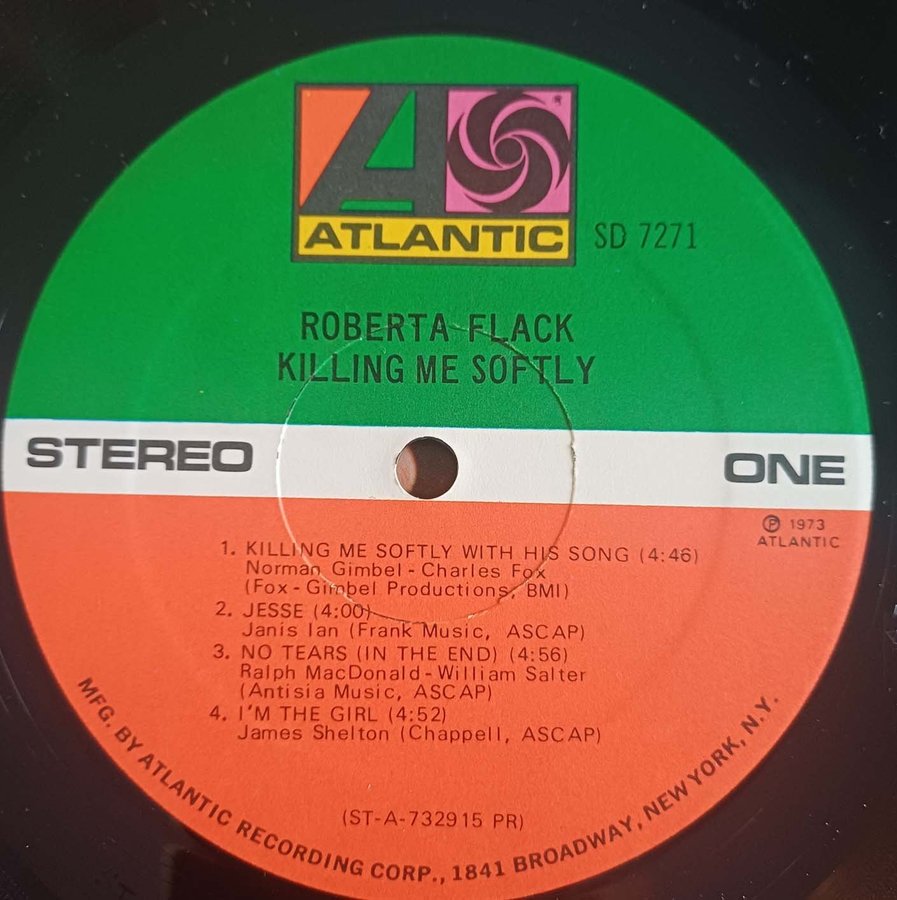 A
ATLANTIC
SD 7271
ROBERTA FLACK
KILLING ME SOFTLY
STEREO
ONE
Ⓟ 1973
ATLANTIC
1. KILLING ME SOFTLY WITH HIS SONG (4:46)
Norman Gimbel - Charles Fox
(Fox - Gimbel Productions, BMI)
2. JESSE (4:00)
Janis Ian (Frank Music, ASCAP)
3. NO TEARS (IN THE END) (4:56)
Ralph MacDonald - William Salter
(Antisia Music, ASCAP)
4. I'M THE GIRL (4:52)
James Shelton (Chappell, ASCAP)
(ST-A-732915 PR)
MFG. BY ATLANTIC RECORDING CORP., 1841 BROADWAY, NEW YORK, N.Y.